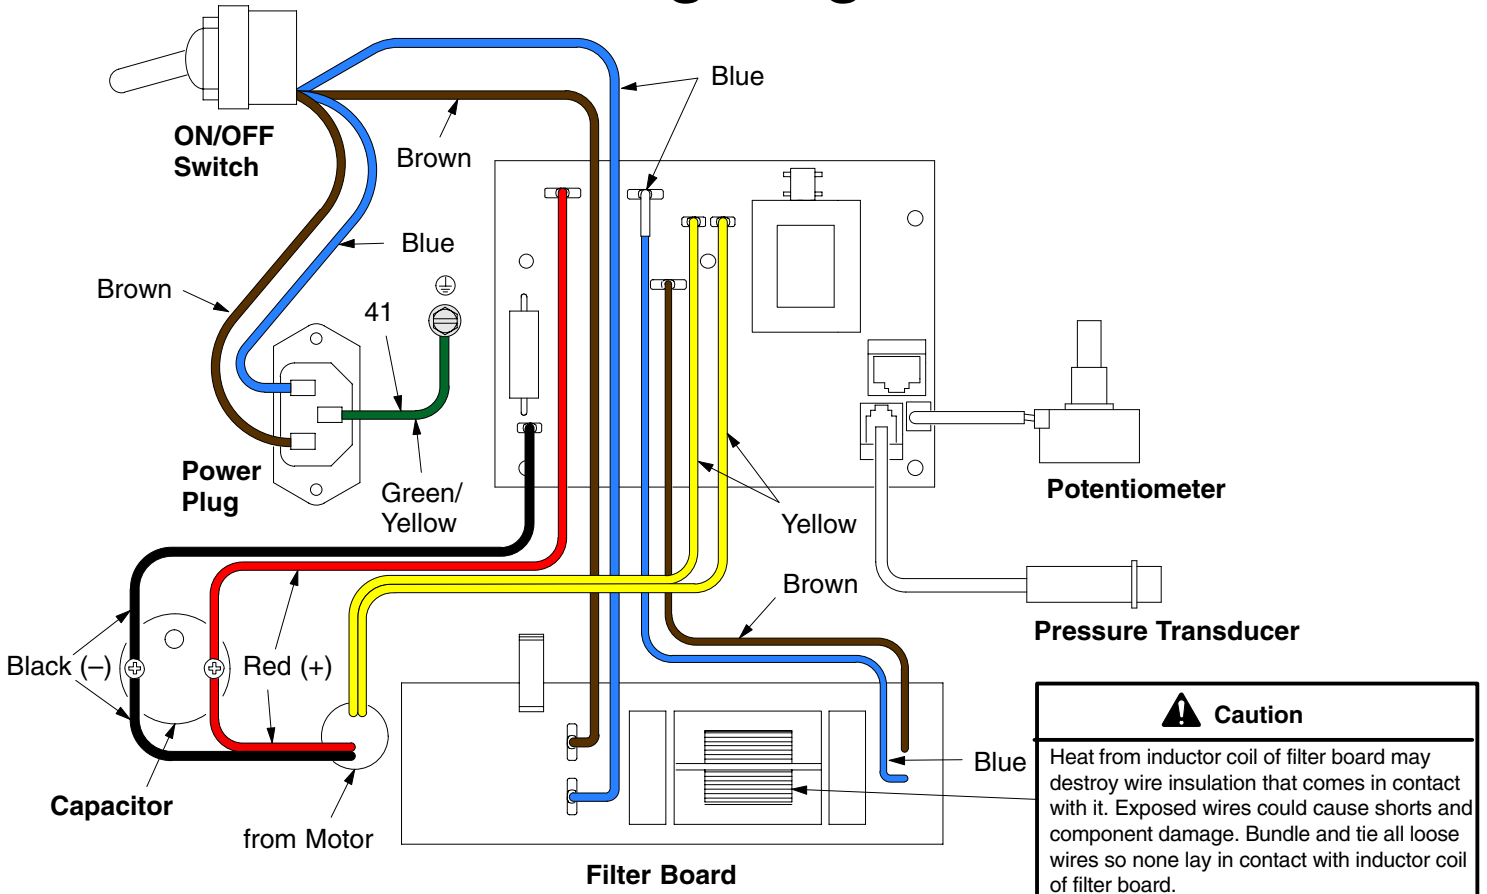 Blue
ON/OFF
Switch
Brown
Blue
Brown
41
Power
Plug
Green/
Yellow
Potentiometer
Yellow
Brown
Pressure Transducer
Black (–)
Red (+)
Caution
Blue
Heat from inductor coil of filter board may
destroy wire insulation that comes in contact
with it. Exposed wires could cause shorts and
component damage. Bundle and tie all loose
wires so none lay in contact with inductor coil
of filter board.
Capacitor
from Motor
Filter Board